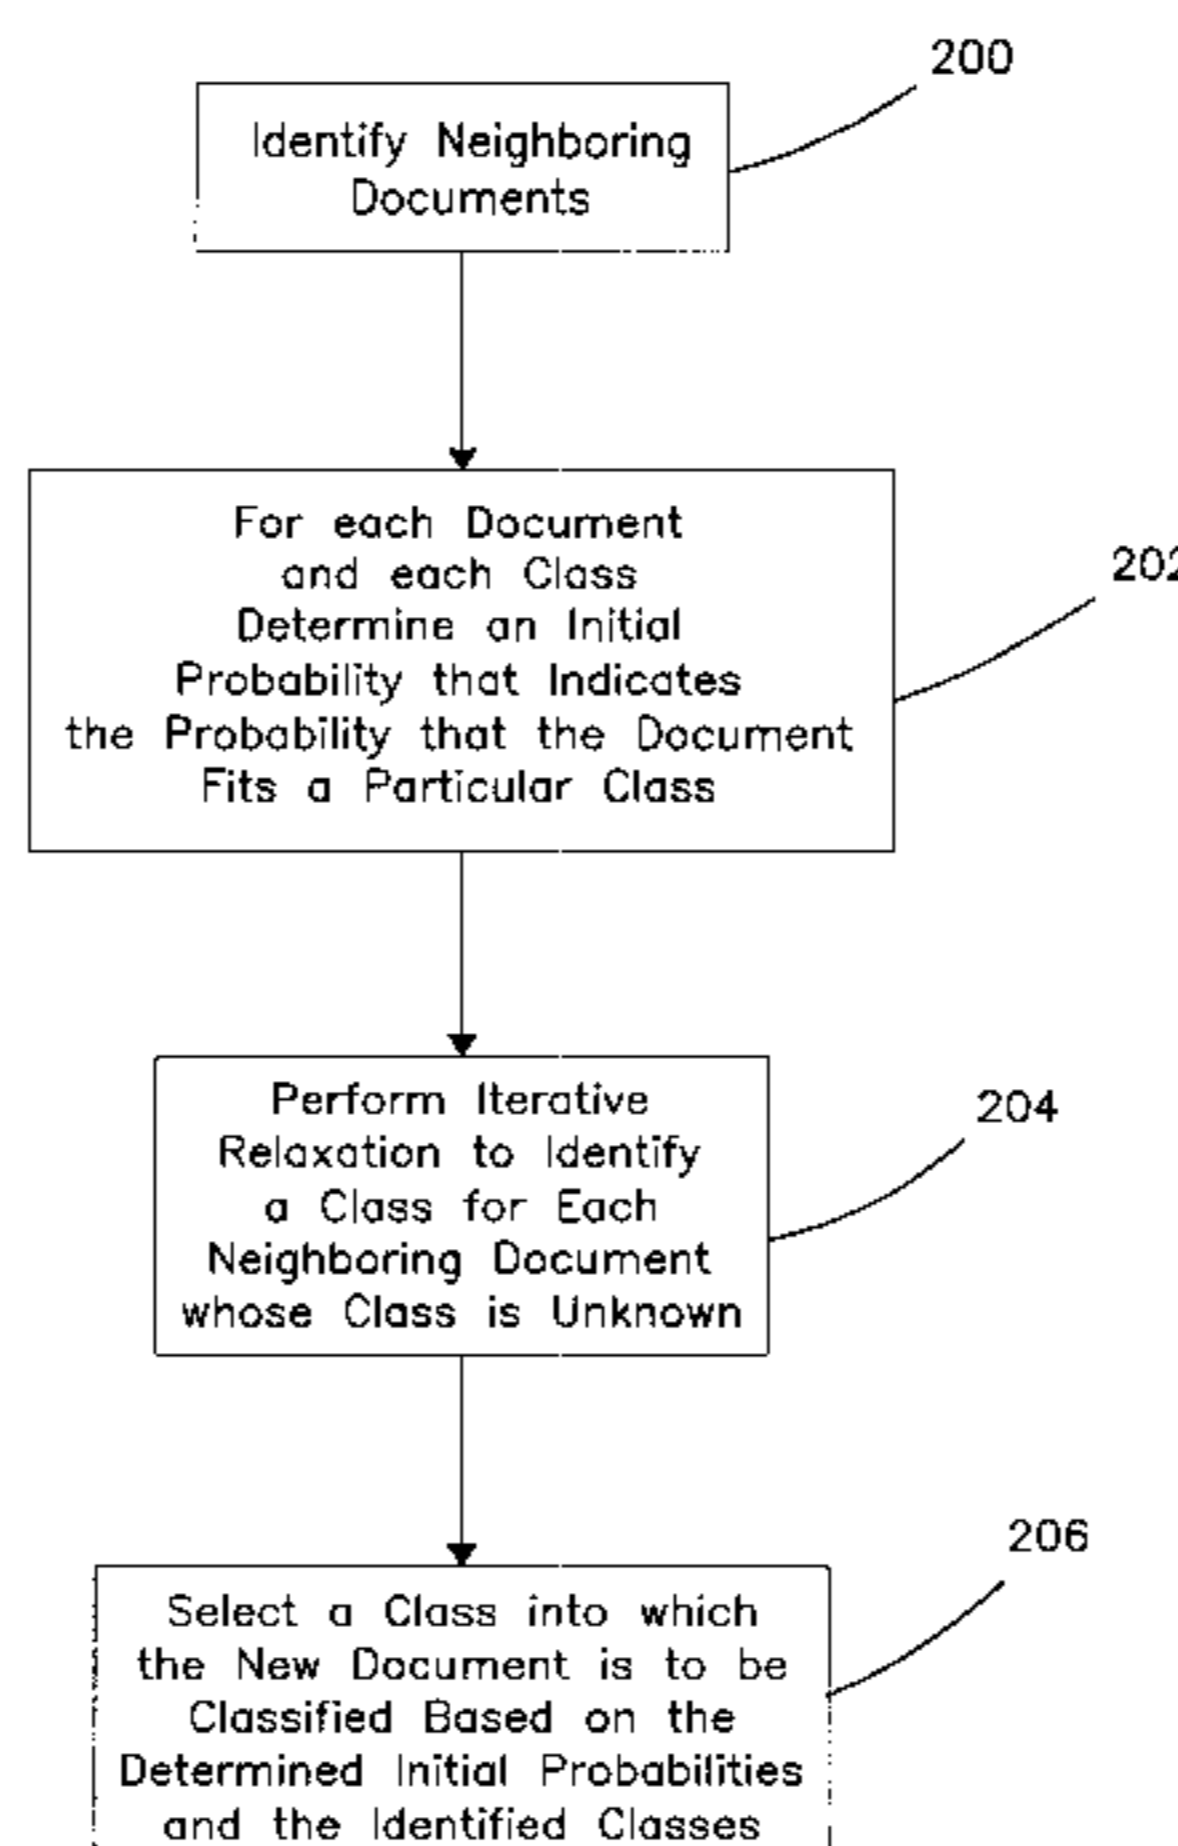 200
Identify Neighboring
Documents
For each Document
and each Class
Determine an Initial
Probability that Indicates
the Probability that the Document
Fits a Particular Class
202
Perform Iterative
Relaxation to Identify
a Class for Each
Neighboring Document
whose Class is Unknown
204
206
Select a Class into which
the New Document is to be
Classified Based on the
Determined Initial Probabilities
and the Identified Classes